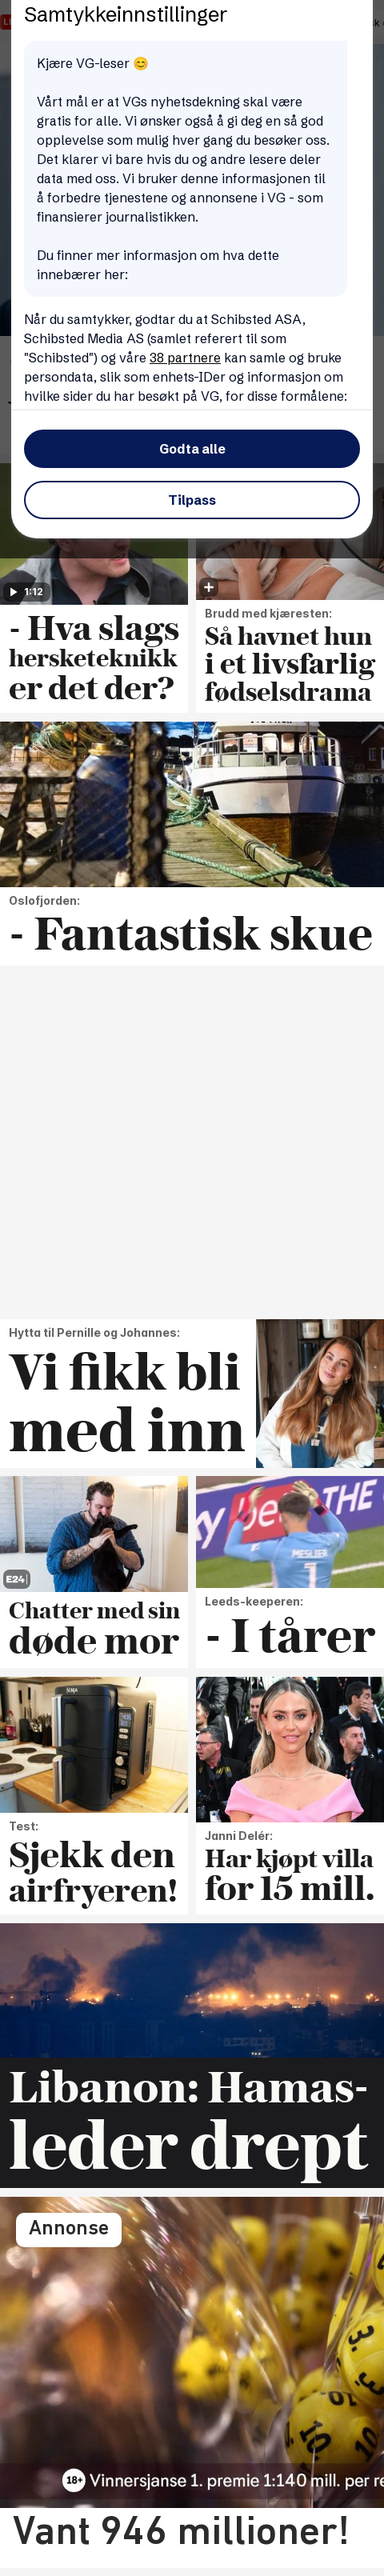 Samtykkeinnstillinger
Kjære VG-leser 😊
Vårt mål er at VGs nyhetsdekning skal være
gratis for alle. Vi ønsker også å gi deg en så god
opplevelse som mulig hver gang du besøker oss.
Det klarer vi bare hvis du og andre lesere deler
data med oss. Vi bruker denne informasjonen til
å forbedre tjenestene og annonsene i VG - som
finansierer journalistikken.
Du finner mer informasjon om hva dette
innebærer her:
Når du samtykker, godtar du at Schibsted ASA,
Schibsted Media AS (samlet referert til som
"Schibsted") og våre 38 partnere kan samle og bruke
persondata, slik som enhets-IDer og informasjon om
hvilke sider du har besøkt på VG, for disse formålene:
Godta alle
Tilpass
1:12
- Hva slags
hersketeknikk
er det der?
Brudd med kjæresten:
Så havnet hun
i et livsfarlig
fødselsdrama
Oslofjorden:
- Fantastisk skue
Hytta til Pernille og Johannes:
Vi fikk bli
med inn
E24
Chatter med sin
døde mor
THE
MESLIER
1
Leeds-keeperen:
- I tårer
NINJA
Test:
Sjekk den
airfryeren!
Janni Delér:
Har kjøpt villa
for 15 mill.
Libanon: Hamas-
leder drept
Annonse
10
18+ Vinnersjanse 1. premie 1:140 mill. per
Vant 946 millioner!